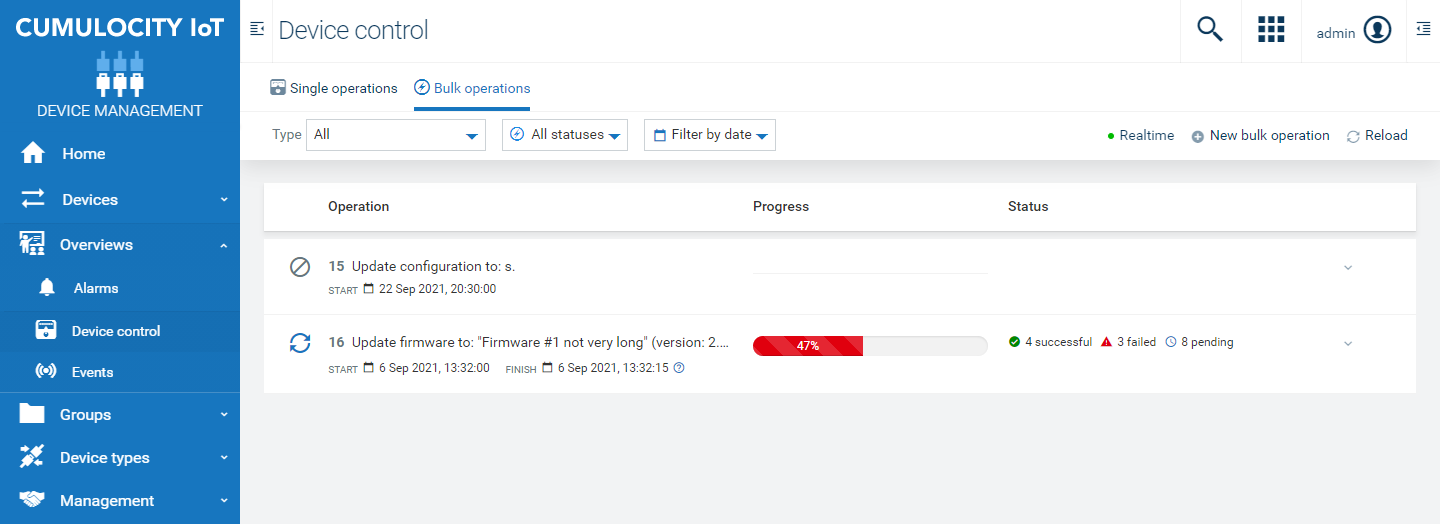 CUMULOCITY IoT
DEVICE MANAGEMENT
Home
Devices
Overviews
Alarms
Device control
Events
Groups
Device types
Management
Device control
admin
Single operations
Bulk operations
Type All All statuses Filter by date Realtime New bulk operation Reload
Operation Progress Status
15 Update configuration to: s.
START 22 Sep 2021, 20:30:00
16 Update firmware to: "Firmware #1 not very long" (version: 2.... 47% 4 successful 3 failed 8 pending
START 6 Sep 2021, 13:32:00 FINISH 6 Sep 2021, 13:32:15